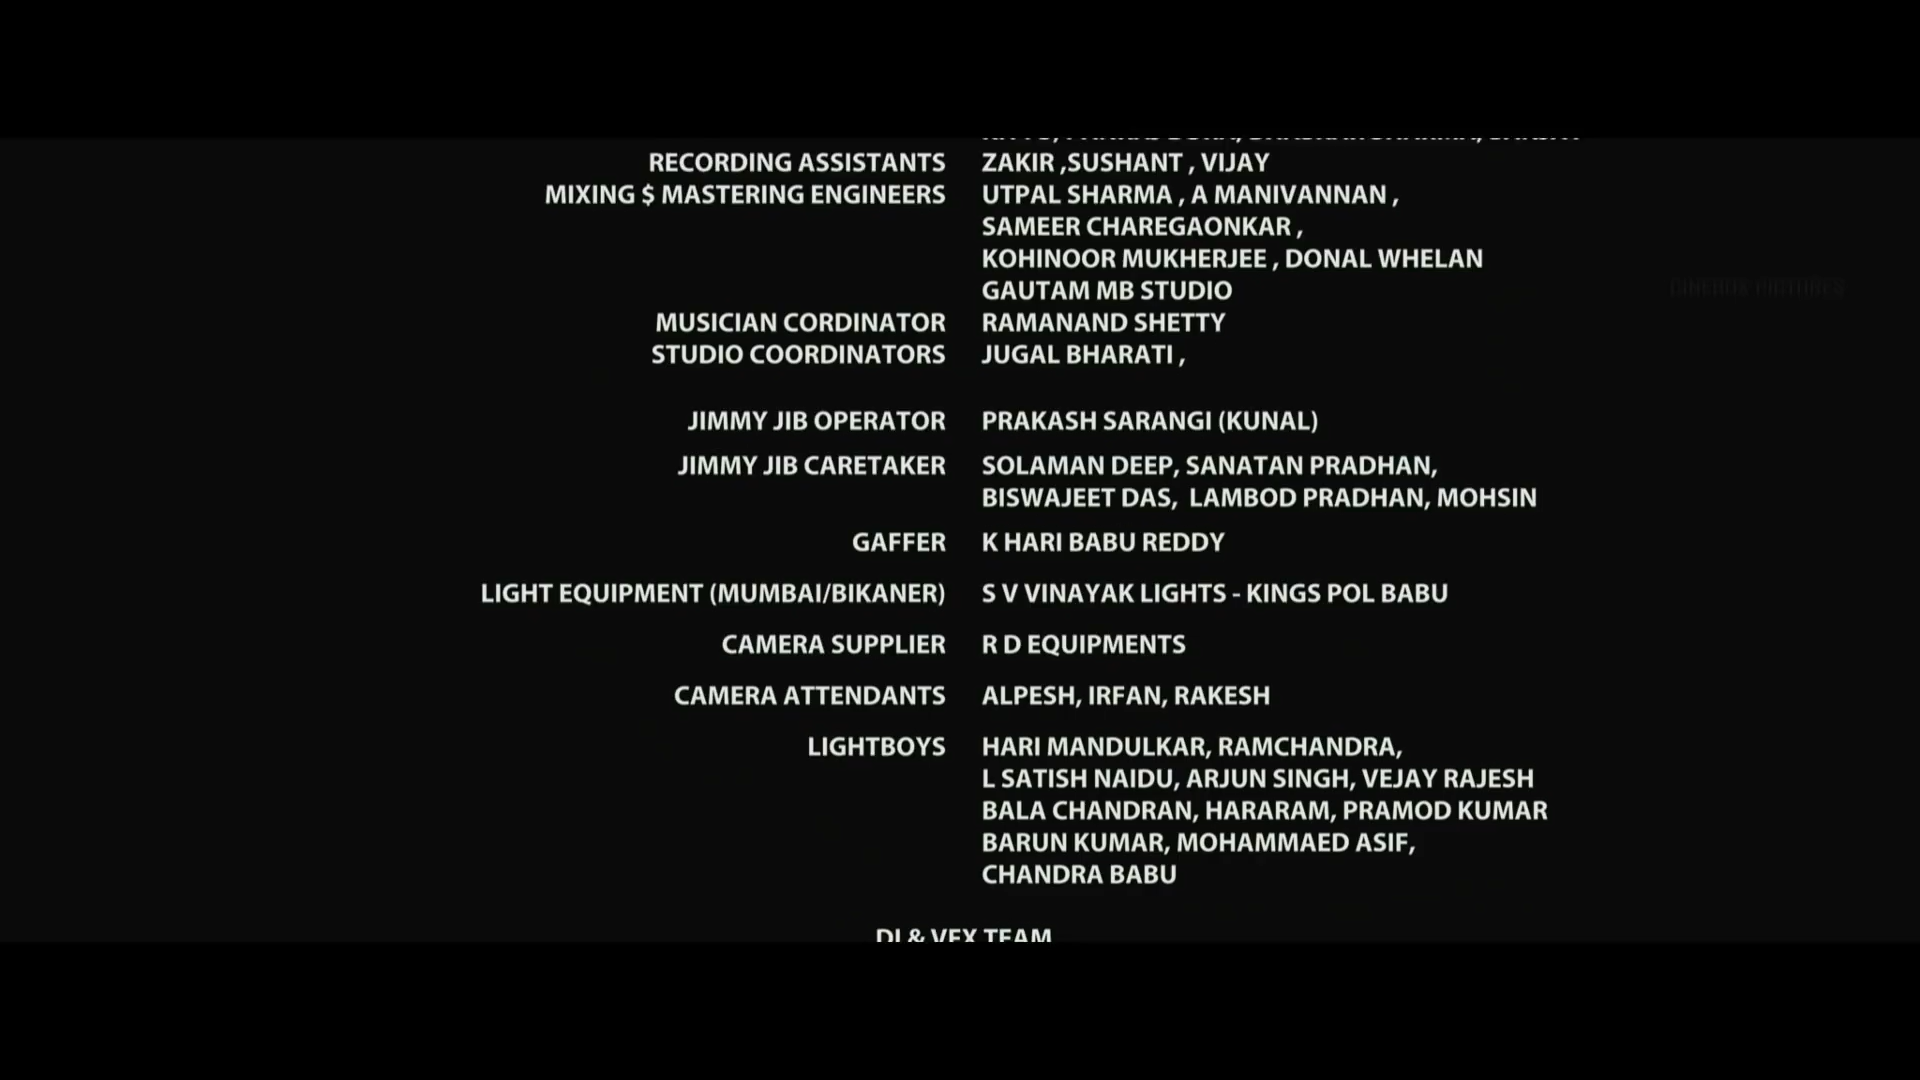 RECORDING ASSISTANTS ZAKIR ,SUSHANT , VIJAY
MIXING $ MASTERING ENGINEERS UTPAL SHARMA , A MANIVANNAN ,
SAMEER CHAREGAONKAR ,
KOHINOOR MUKHERJEE , DONAL WHELAN
GAUTAM MB STUDIO
MUSICIAN CORDINATOR RAMANAND SHETTY
STUDIO COORDINATORS JUGAL BHARATI ,
JIMMY JIB OPERATOR PRAKASH SARANGI (KUNAL)
JIMMY JIB CARETAKER SOLAMAN DEEP, SANATAN PRADHAN,
BISWAJEET DAS, LAMBOD PRADHAN, MOHSIN
GAFFER K HARI BABU REDDY
LIGHT EQUIPMENT (MUMBAI/BIKANER) S V VINAYAK LIGHTS - KINGS POL BABU
CAMERA SUPPLIER R D EQUIPMENTS
CAMERA ATTENDANTS ALPESH, IRFAN, RAKESH
LIGHTBOYS HARI MANDULKAR, RAMCHANDRA,
L SATISH NAIDU, ARJUN SINGH, VEJAY RAJESH
BALA CHANDRAN, HARARAM, PRAMOD KUMAR
BARUN KUMAR, MOHAMMAED ASIF,
CHANDRA BABU
DI & VFX TEAM